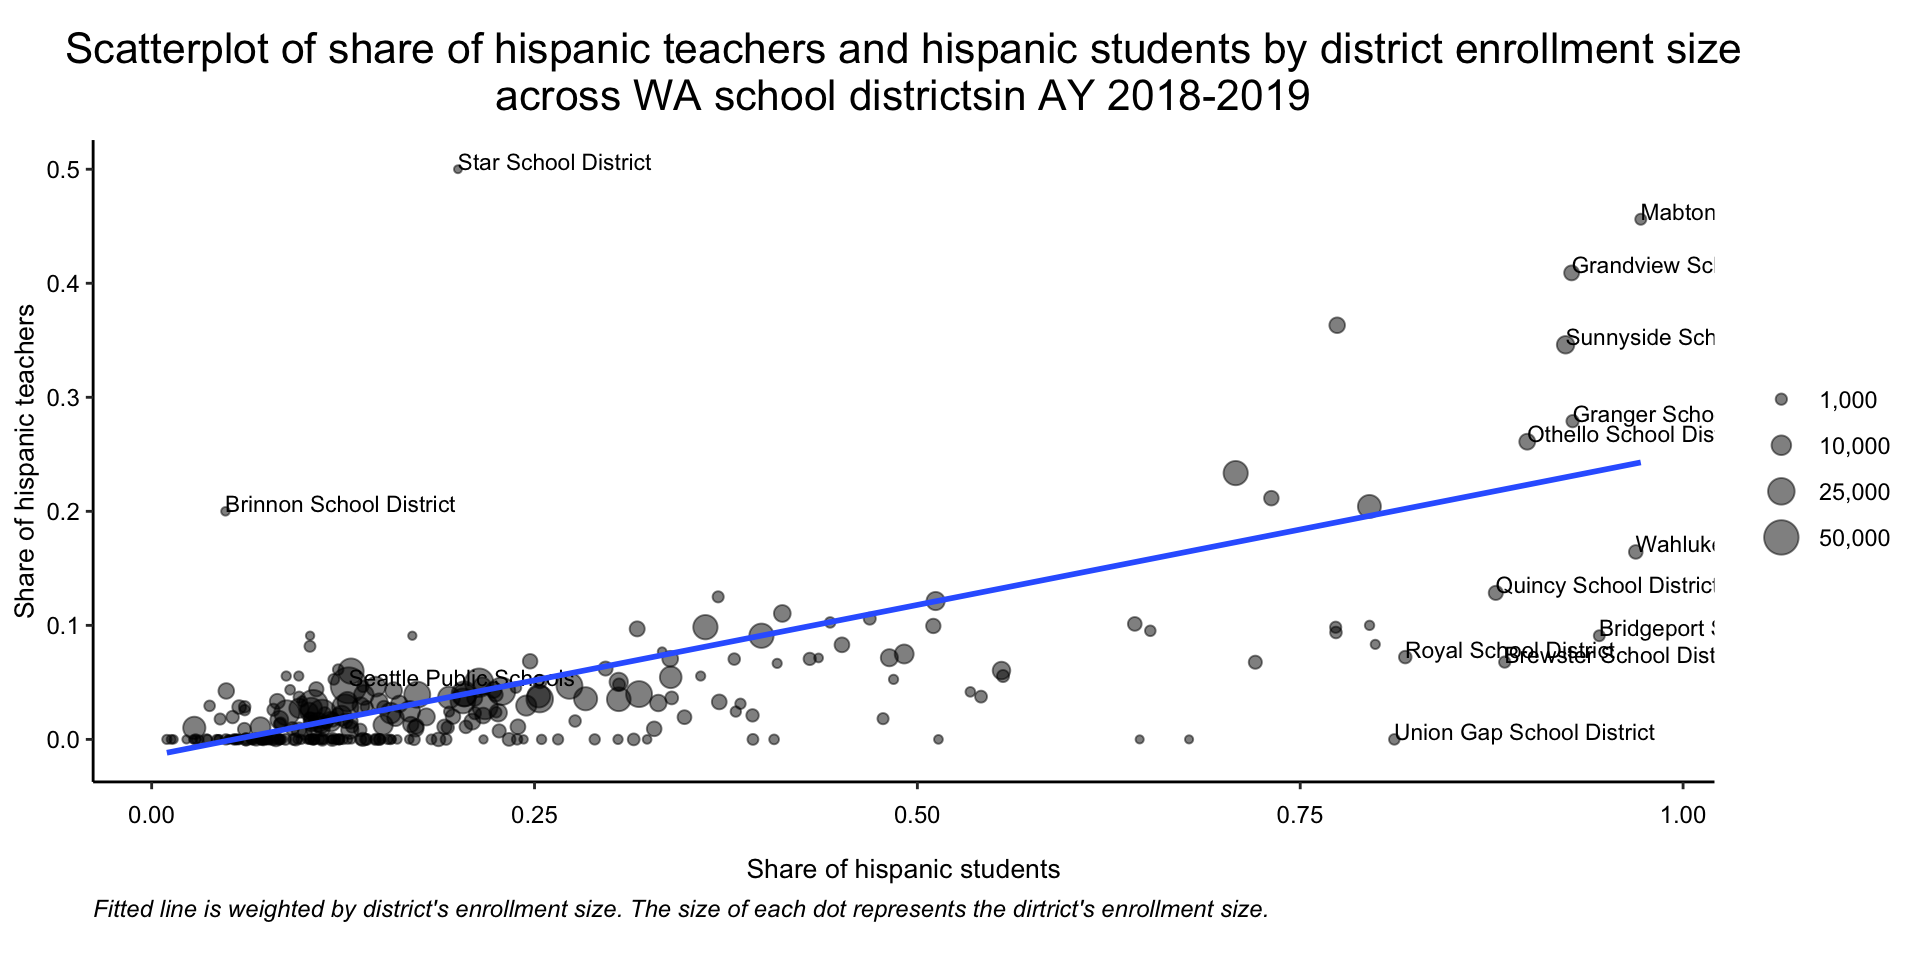 Scatterplot of share of hispanic teachers and hispanic students by district enrollment size
across WA school districtsin AY 2018-2019
Share of hispanic teachers
0.5
0.4
0.3
0.2
0.1
0.0
Star School District
Mabton
Grandview Sch
Sunnyside Sch
Granger Scho
Othello School Dis
Brinnon School District
Wahluke
Quincy School District
Bridgeport S
Royal School District
Brewster School Dist
Seattle Public Schools
Union Gap School District
1,000
10,000
25,000
50,000
0.00
0.25
0.50
0.75
1.00
Share of hispanic students
Fitted line is weighted by district's enrollment size. The size of each dot represents the dirtrict's enrollment size.